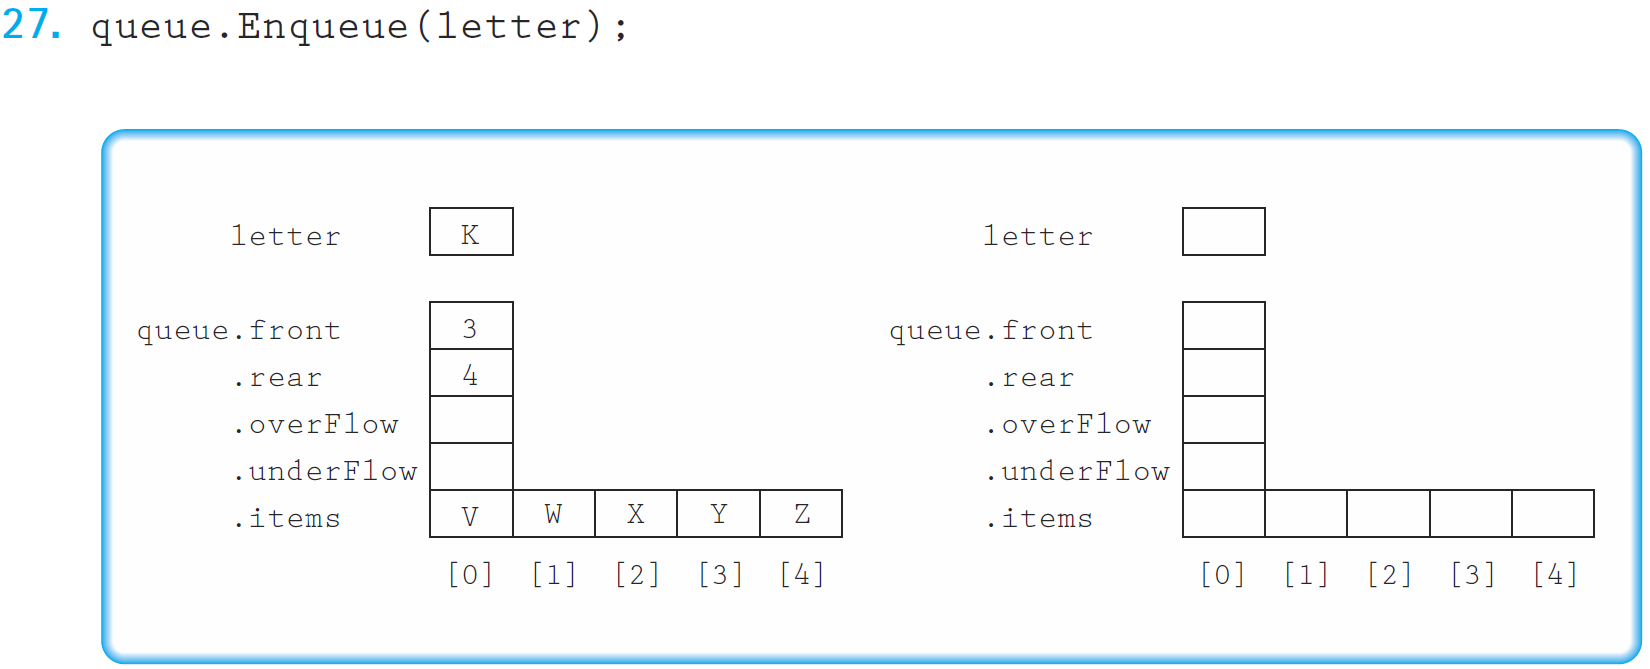 27. queue.Enqueue(letter);
letter K letter
queue.front 3 queue.front
.rear 4 .rear
.overFlow .overFlow
.underFlow .underFlow
.items V W X Y Z .items
[0] [1] [2] [3] [4] [0] [1] [2] [3] [4]